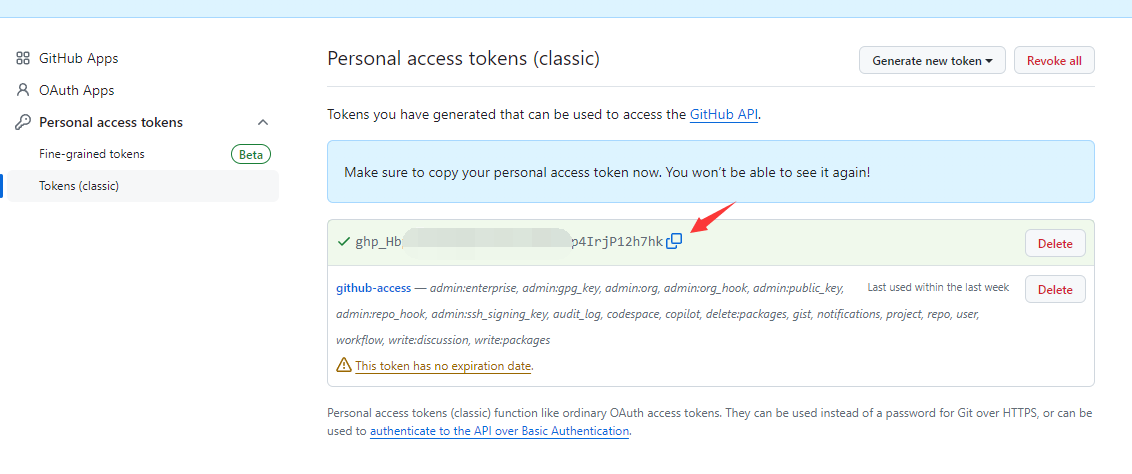 GitHub Apps
OAuth Apps
Personal access tokens
Fine-grained tokens Beta
Tokens (classic)
Personal access tokens (classic)
Generate new token
Revoke all
Tokens you have generated that can be used to access the GitHub API.
Make sure to copy your personal access token now. You won't be able to see it again!
ghp_Hb p4IrjP12h7hk
Delete
github-access — admin:enterprise, admin:gpg_key, admin:org, admin:org_hook, admin:public_key,
admin:repo_hook, admin:ssh_signing_key, audit_log, codespace, copilot, delete:packages, gist, notifications, project, repo, user,
workflow, write:discussion, write:packages
Last used within the last week
Delete
This token has no expiration date.
Personal access tokens (classic) function like ordinary OAuth access tokens. They can be used instead of a password for Git over HTTPS, or can be
used to authenticate to the API over Basic Authentication.